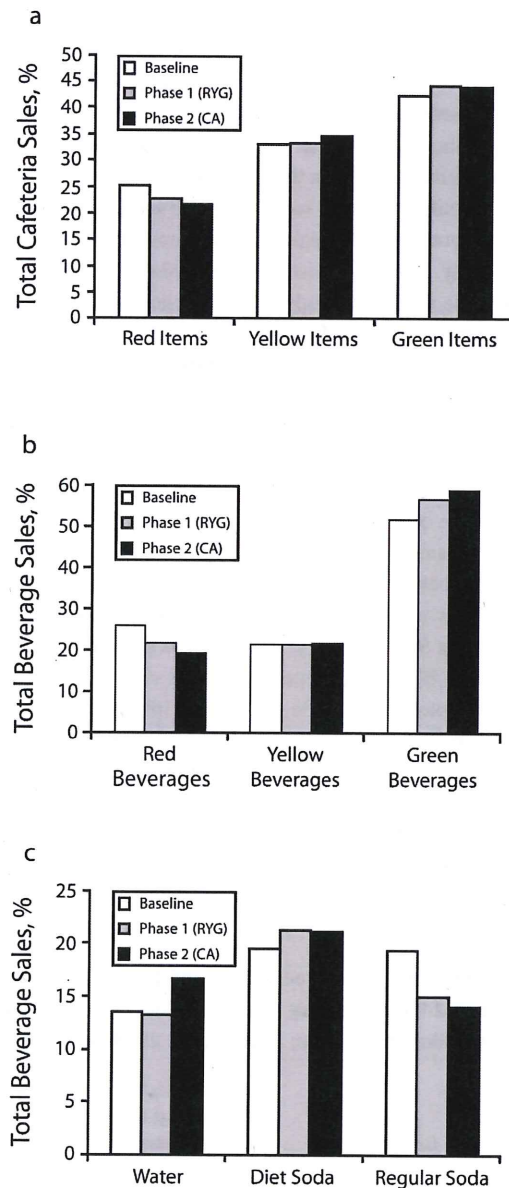 a
Total Cafeteria Sales, %
50
45
40
35
30
25
20
15
10
5
0
Baseline
Phase 1 (RYG)
Phase 2 (CA)
Red Items
Yellow Items
Green Items
b
Total Beverage Sales, %
60
50
40
30
20
10
0
Baseline
Phase 1 (RYG)
Phase 2 (CA)
Red
Beverages
Yellow
Beverages
Green
Beverages
c
Total Beverage Sales, %
25
20
15
10
5
0
Baseline
Phase 1 (RYG)
Phase 2 (CA)
Water
Diet Soda
Regular Soda